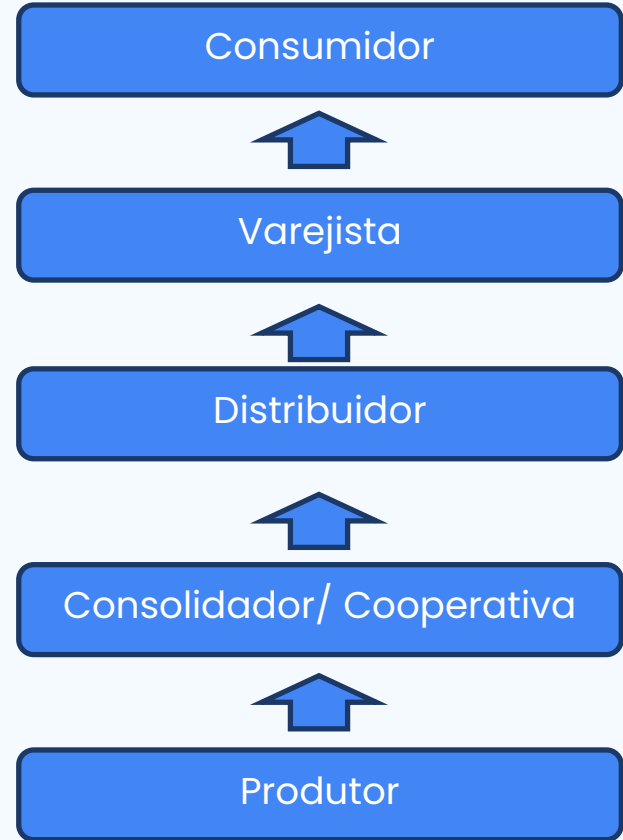 Consumidor
Varejista
Distribuidor
Consolidador/ Cooperativa
Produtor